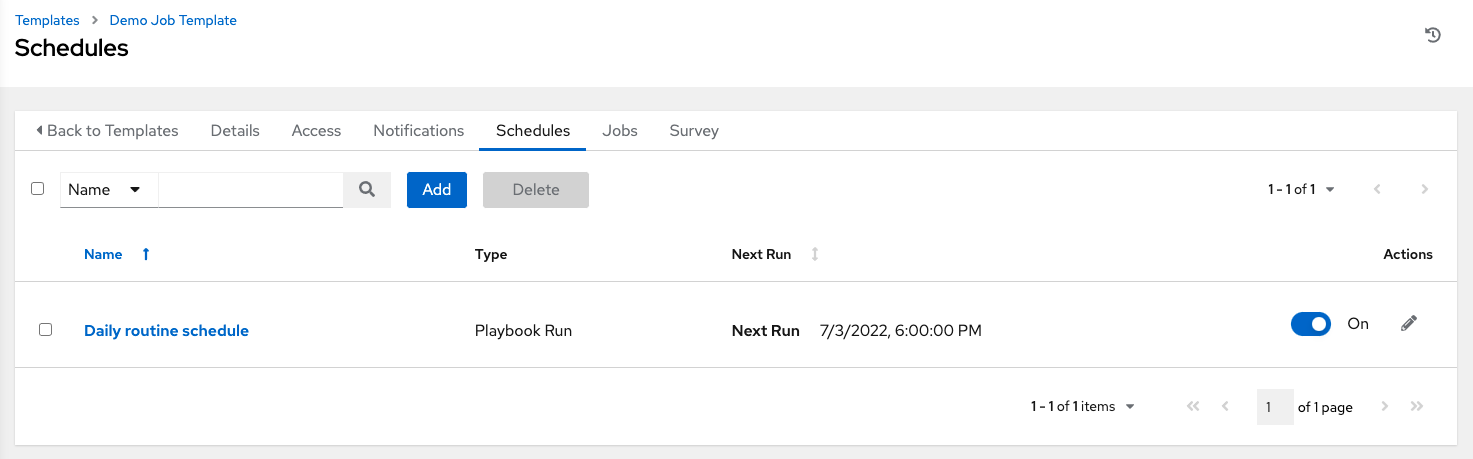 Templates Demo Job Template
Schedules
Back to Templates Details Access Notifications Schedules Jobs Survey
Name Add Delete 1 - 1 of 1
Name Type Next Run Actions
Daily routine schedule Playbook Run Next Run 7/3/2022, 6:00:00 PM On
1 - 1 of 1 items 1 of 1 page